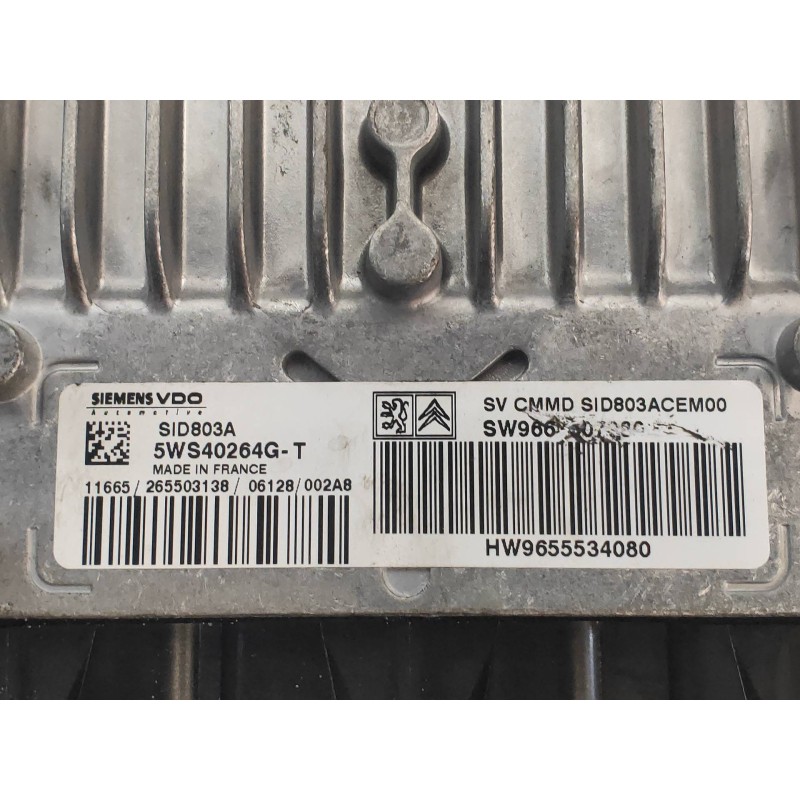 SIEMENS VDO
Automotive
SID803A
5WS40264G-T
MADE IN FRANCE
11665/265503138/06128/002A8
SV CMMD SID803ACEM00
HW9655534080